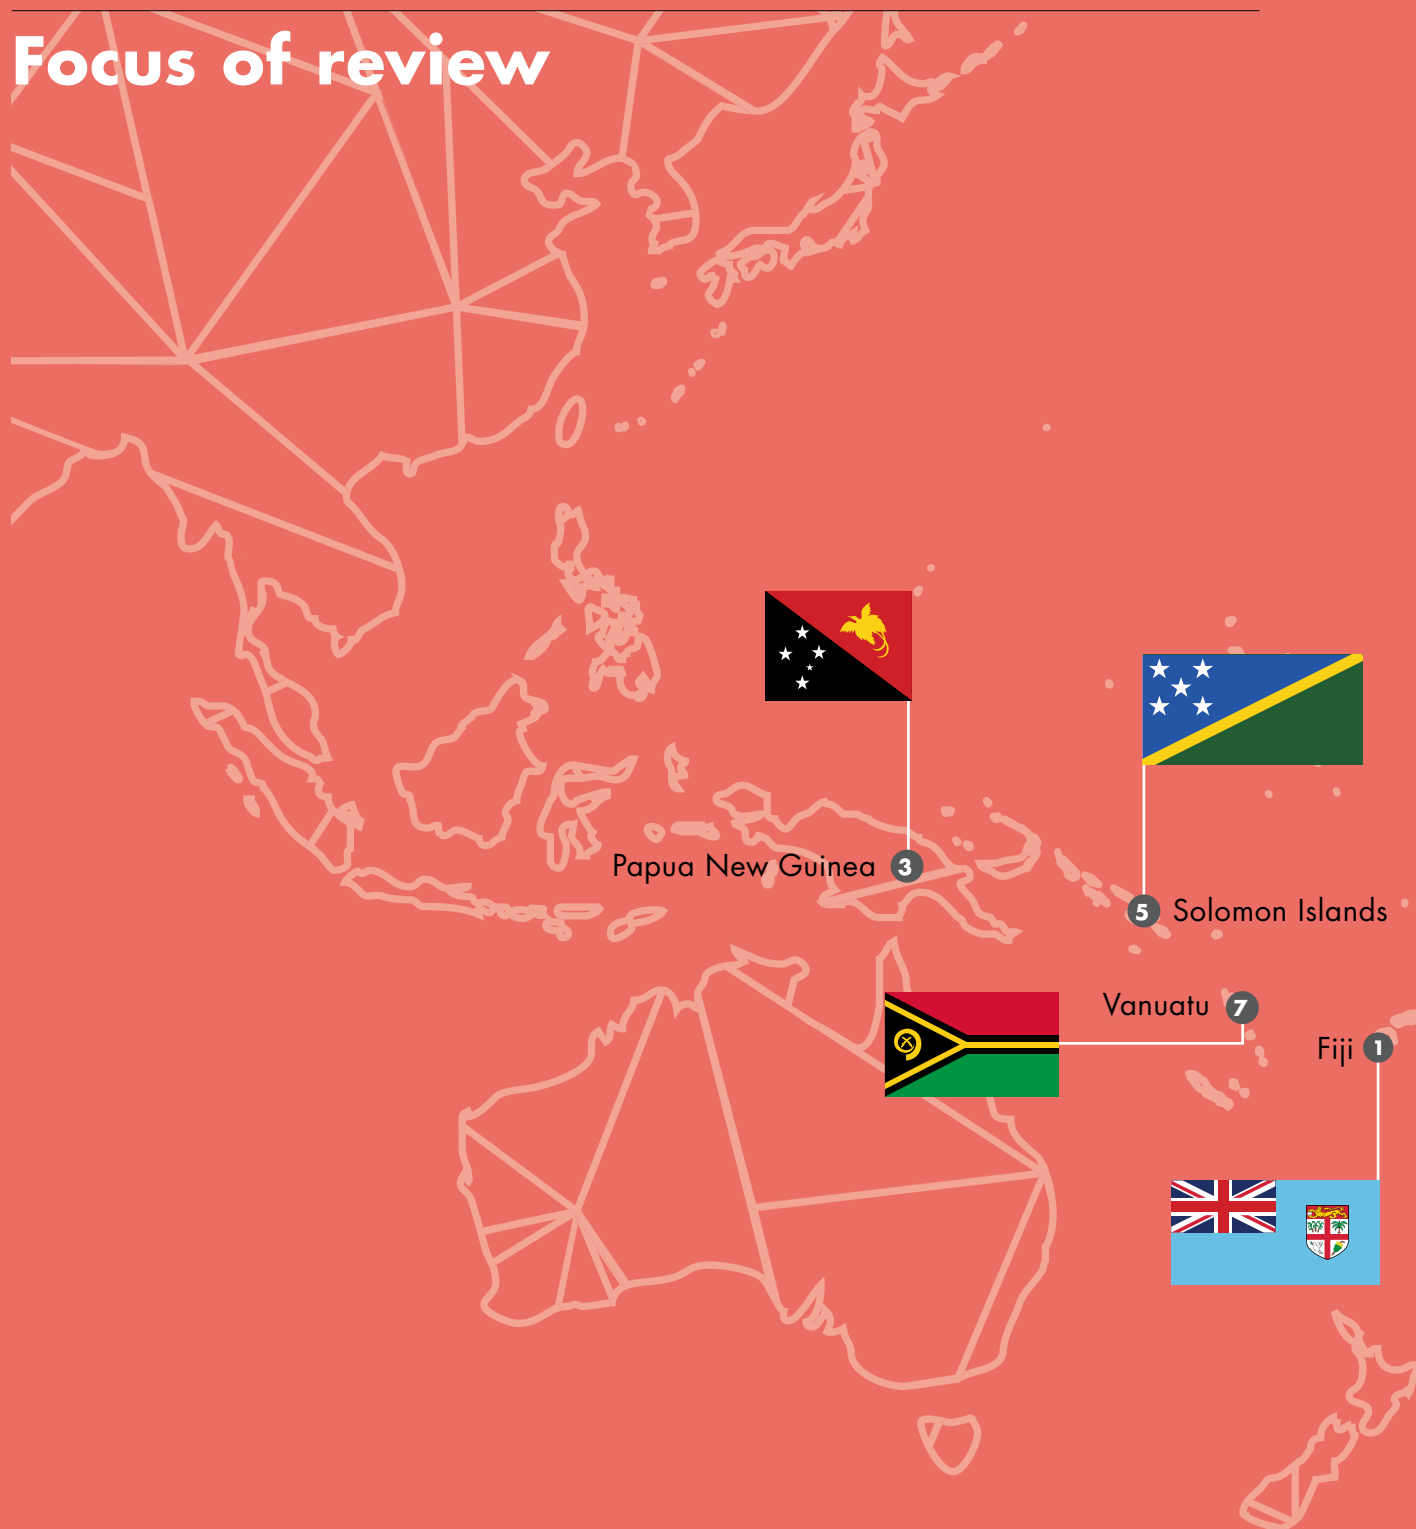 Focus of review
Papua New Guinea 3
5 Solomon Islands
Vanuatu 7
Fiji 1